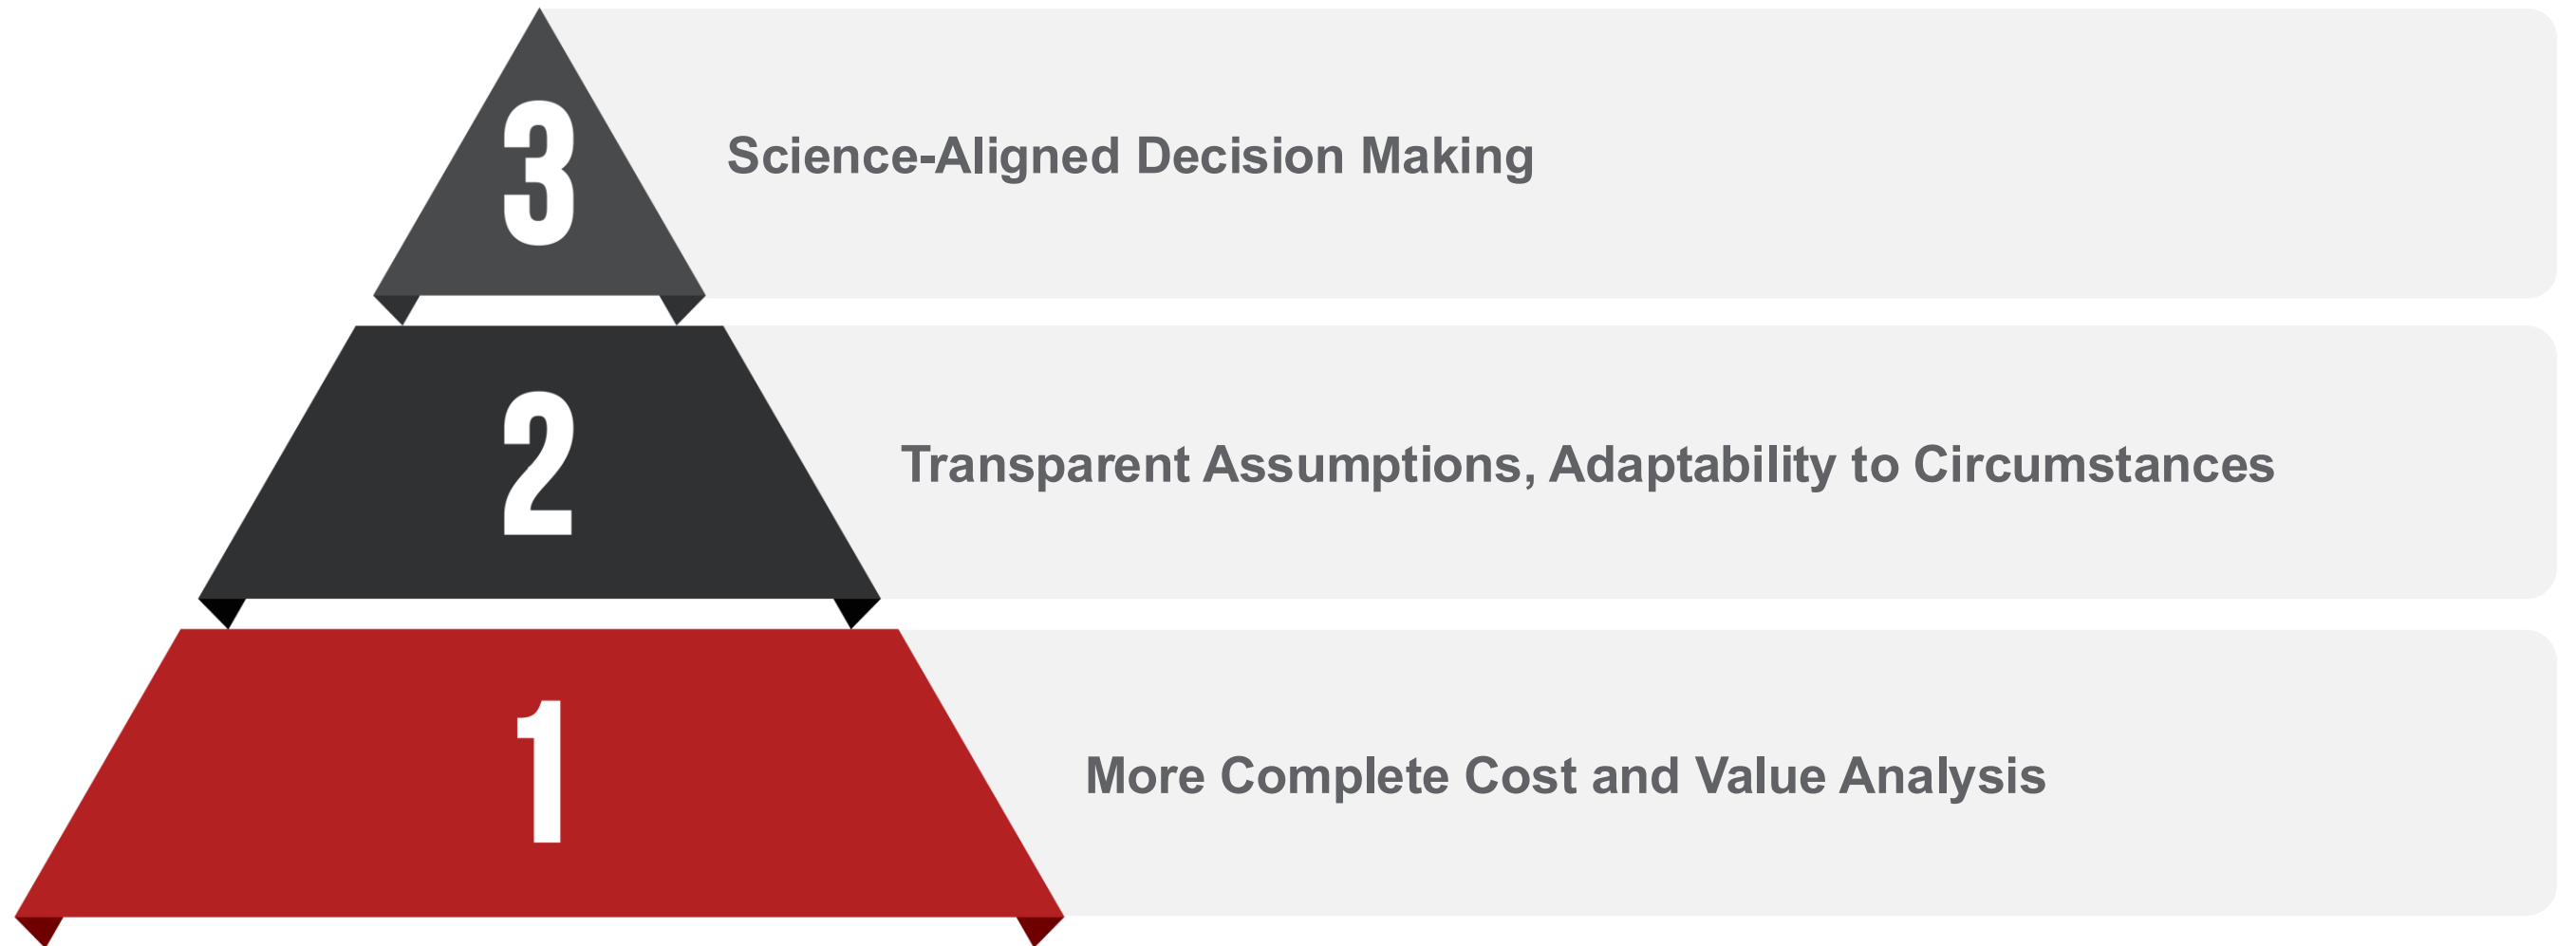 3
Science-Aligned Decision Making
2
Transparent Assumptions, Adaptability to Circumstances
1
More Complete Cost and Value Analysis